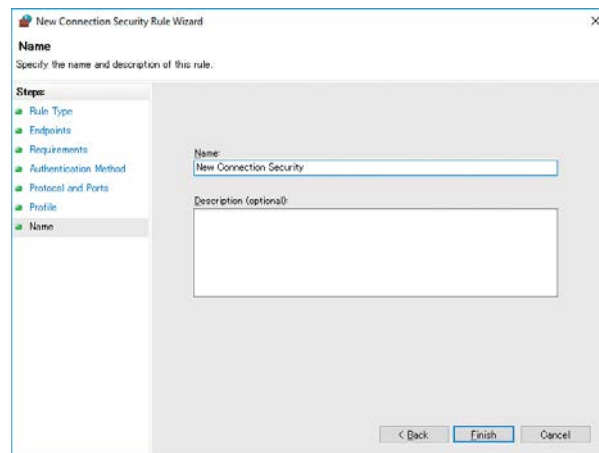 New Connection Security Rule Wizard
Name
Specify the name and description of this rule.
Steps:
Rule Type
Endpoints
Requirements
Authentication Method
Protocol and Ports
Profile
Name
Name:
New Connection Security
Description (optional):
< Back
Finish
Cancel